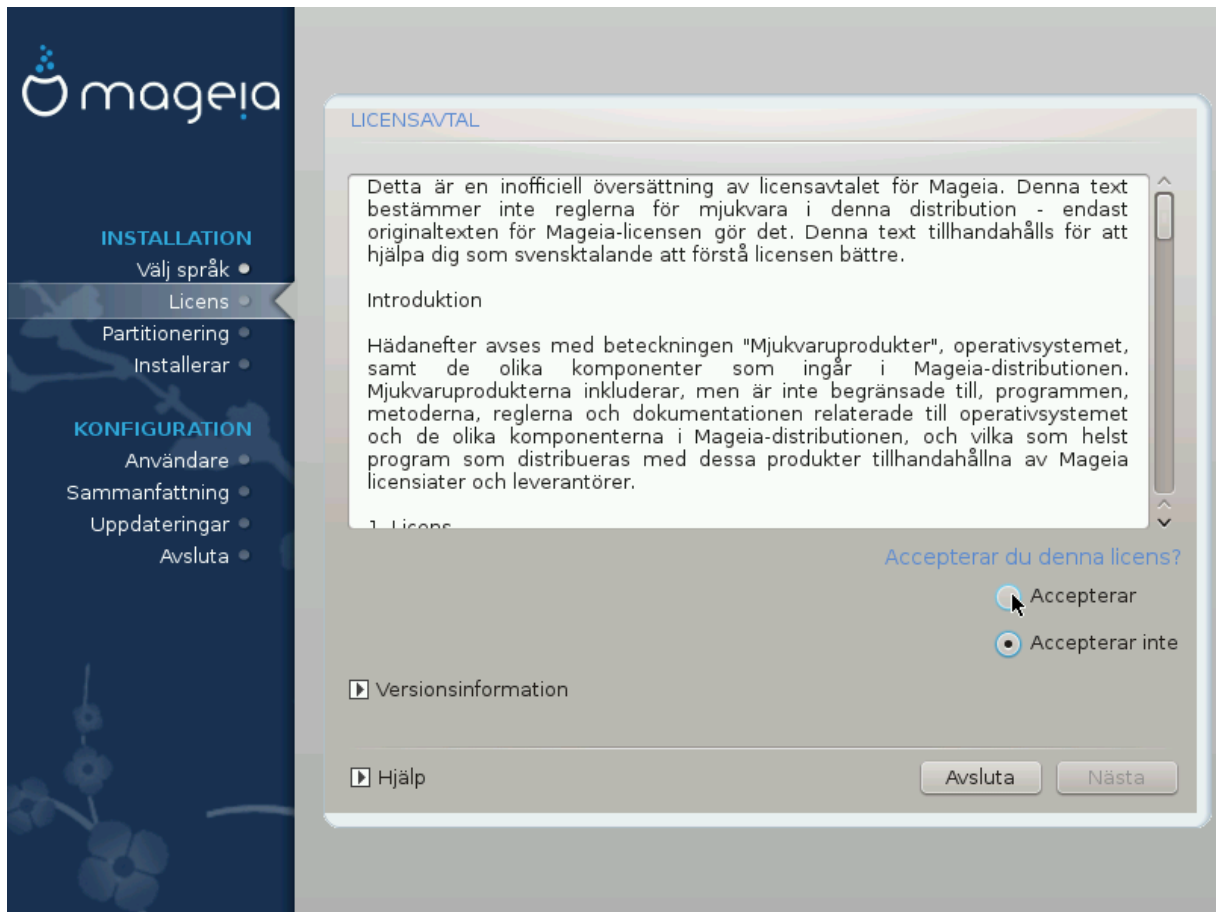 mageia
INSTALLATION
Välj språk
Licens
Partitionering
Installerar
KONFIGURATION
Användare
Sammanfattning
Uppdateringar
Avsluta
LICENSAVTAL
Detta är en inofficiell översättning av licensavtalet för Mageia. Denna text
bestämmer inte reglerna för mjukvara i denna distribution - endast
originaltexten för Mageia-licensen gör det. Denna text tillhandahålls för att
hjälpa dig som svensktalande att förstå licensen bättre.
Introduktion
Hädanefter avses med beteckningen "Mjukvaruprodukter", operativsystemet,
samt de olika komponenter som ingår i Mageia-distributionen.
Mjukvaruprodukterna inkluderar, men är inte begränsade till, programmen,
metoderna, reglerna och dokumentationen relaterade till operativsystemet
och de olika komponenterna i Mageia-distributionen, och vilka som helst
program som distribueras med dessa produkter tillhandahållna av Mageia
licensiater och leverantörer.
1. Licens
Accepterar du denna licens?
Accepterar
Accepterar inte
Versionsinformation
Hjälp
Avsluta
Nästa